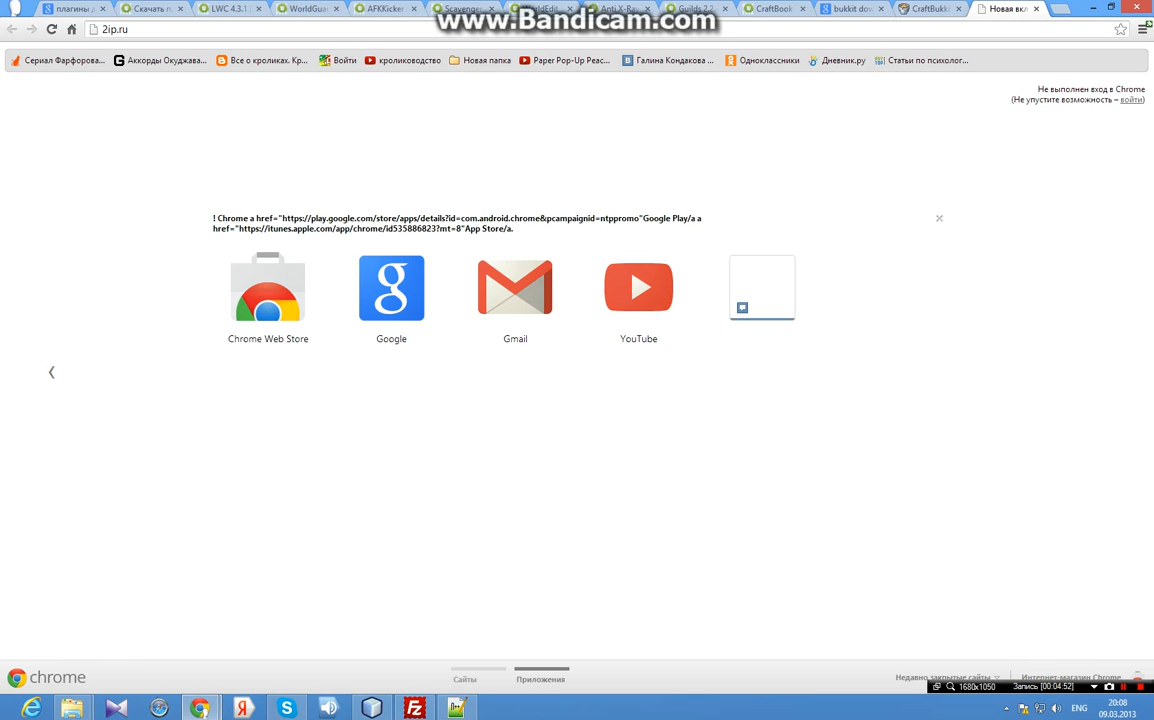 плагины д
Скачать п
LWC 4.3.1
WorldGua
AFKKicker
Scavenge
WorldEdit
Anti X-Ra
Guilds 2.2
CraftBook
bukkit dov
CraftBukk
Новая вкл
www.Bandicam.com
2ip.ru
Сериал Фарфорова...
Аккорды Окуджава...
Все о кроликах. Кр...
Войти
кролиководство
Новая папка
Paper Pop-Up Peac...
Галина Кондакова ...
Одноклассники
Дневник.ру
Статьи по психолог...
Не выполнен вход в Chrome
(Не упустите возможность – войти)
! Chrome a href="https://play.google.com/store/apps/details?id=com.android.chrome&pcampaignid=ntppromo"Google Play/a a
href="https://itunes.apple.com/app/chrome/id535886823?mt=8"App Store/a.
Chrome Web Store
Google
Gmail
YouTube
chrome
Сайты
Приложения
Недавно закрытые сайты
Интернет-магазин Chrome
1680x1050
Запись [00:04:52]
ENG
20:08
09.03.2013